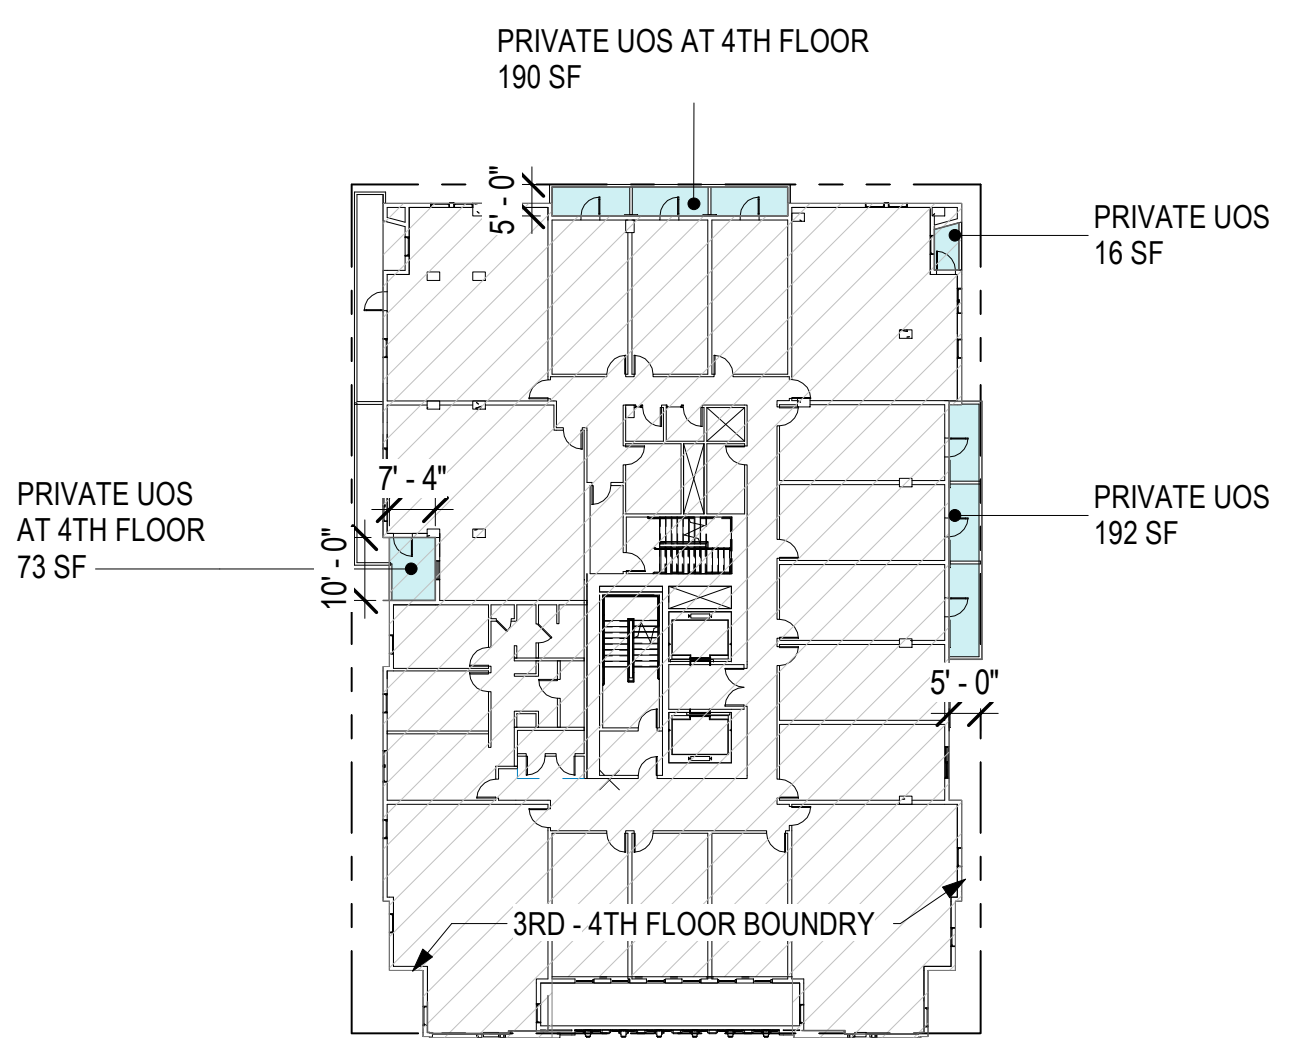 PRIVATE UOS AT 4TH FLOOR
190 SF
5' - 0"
PRIVATE UOS
16 SF
7' - 4"
PRIVATE UOS
AT 4TH FLOOR
73 SF
10' - 0"
PRIVATE UOS
192 SF
5' - 0"
3RD - 4TH FLOOR BOUNDRY